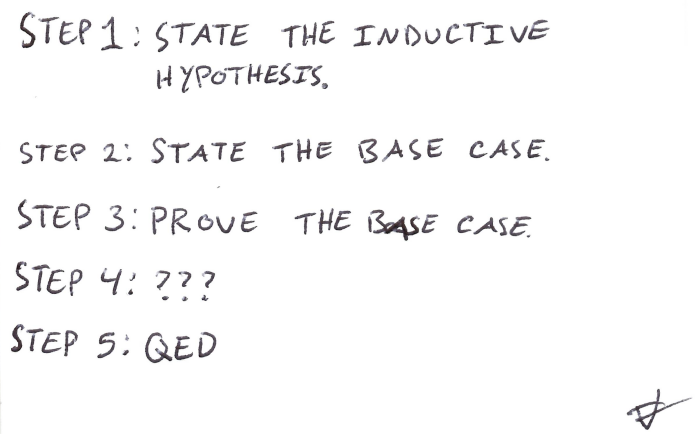 STEP 1: STATE THE INDUCTIVE
HYPOTHESIS.
STEP 2: STATE THE BASE CASE.
STEP 3: PROVE THE BASE CASE.
STEP 4: ???
STEP 5: QED